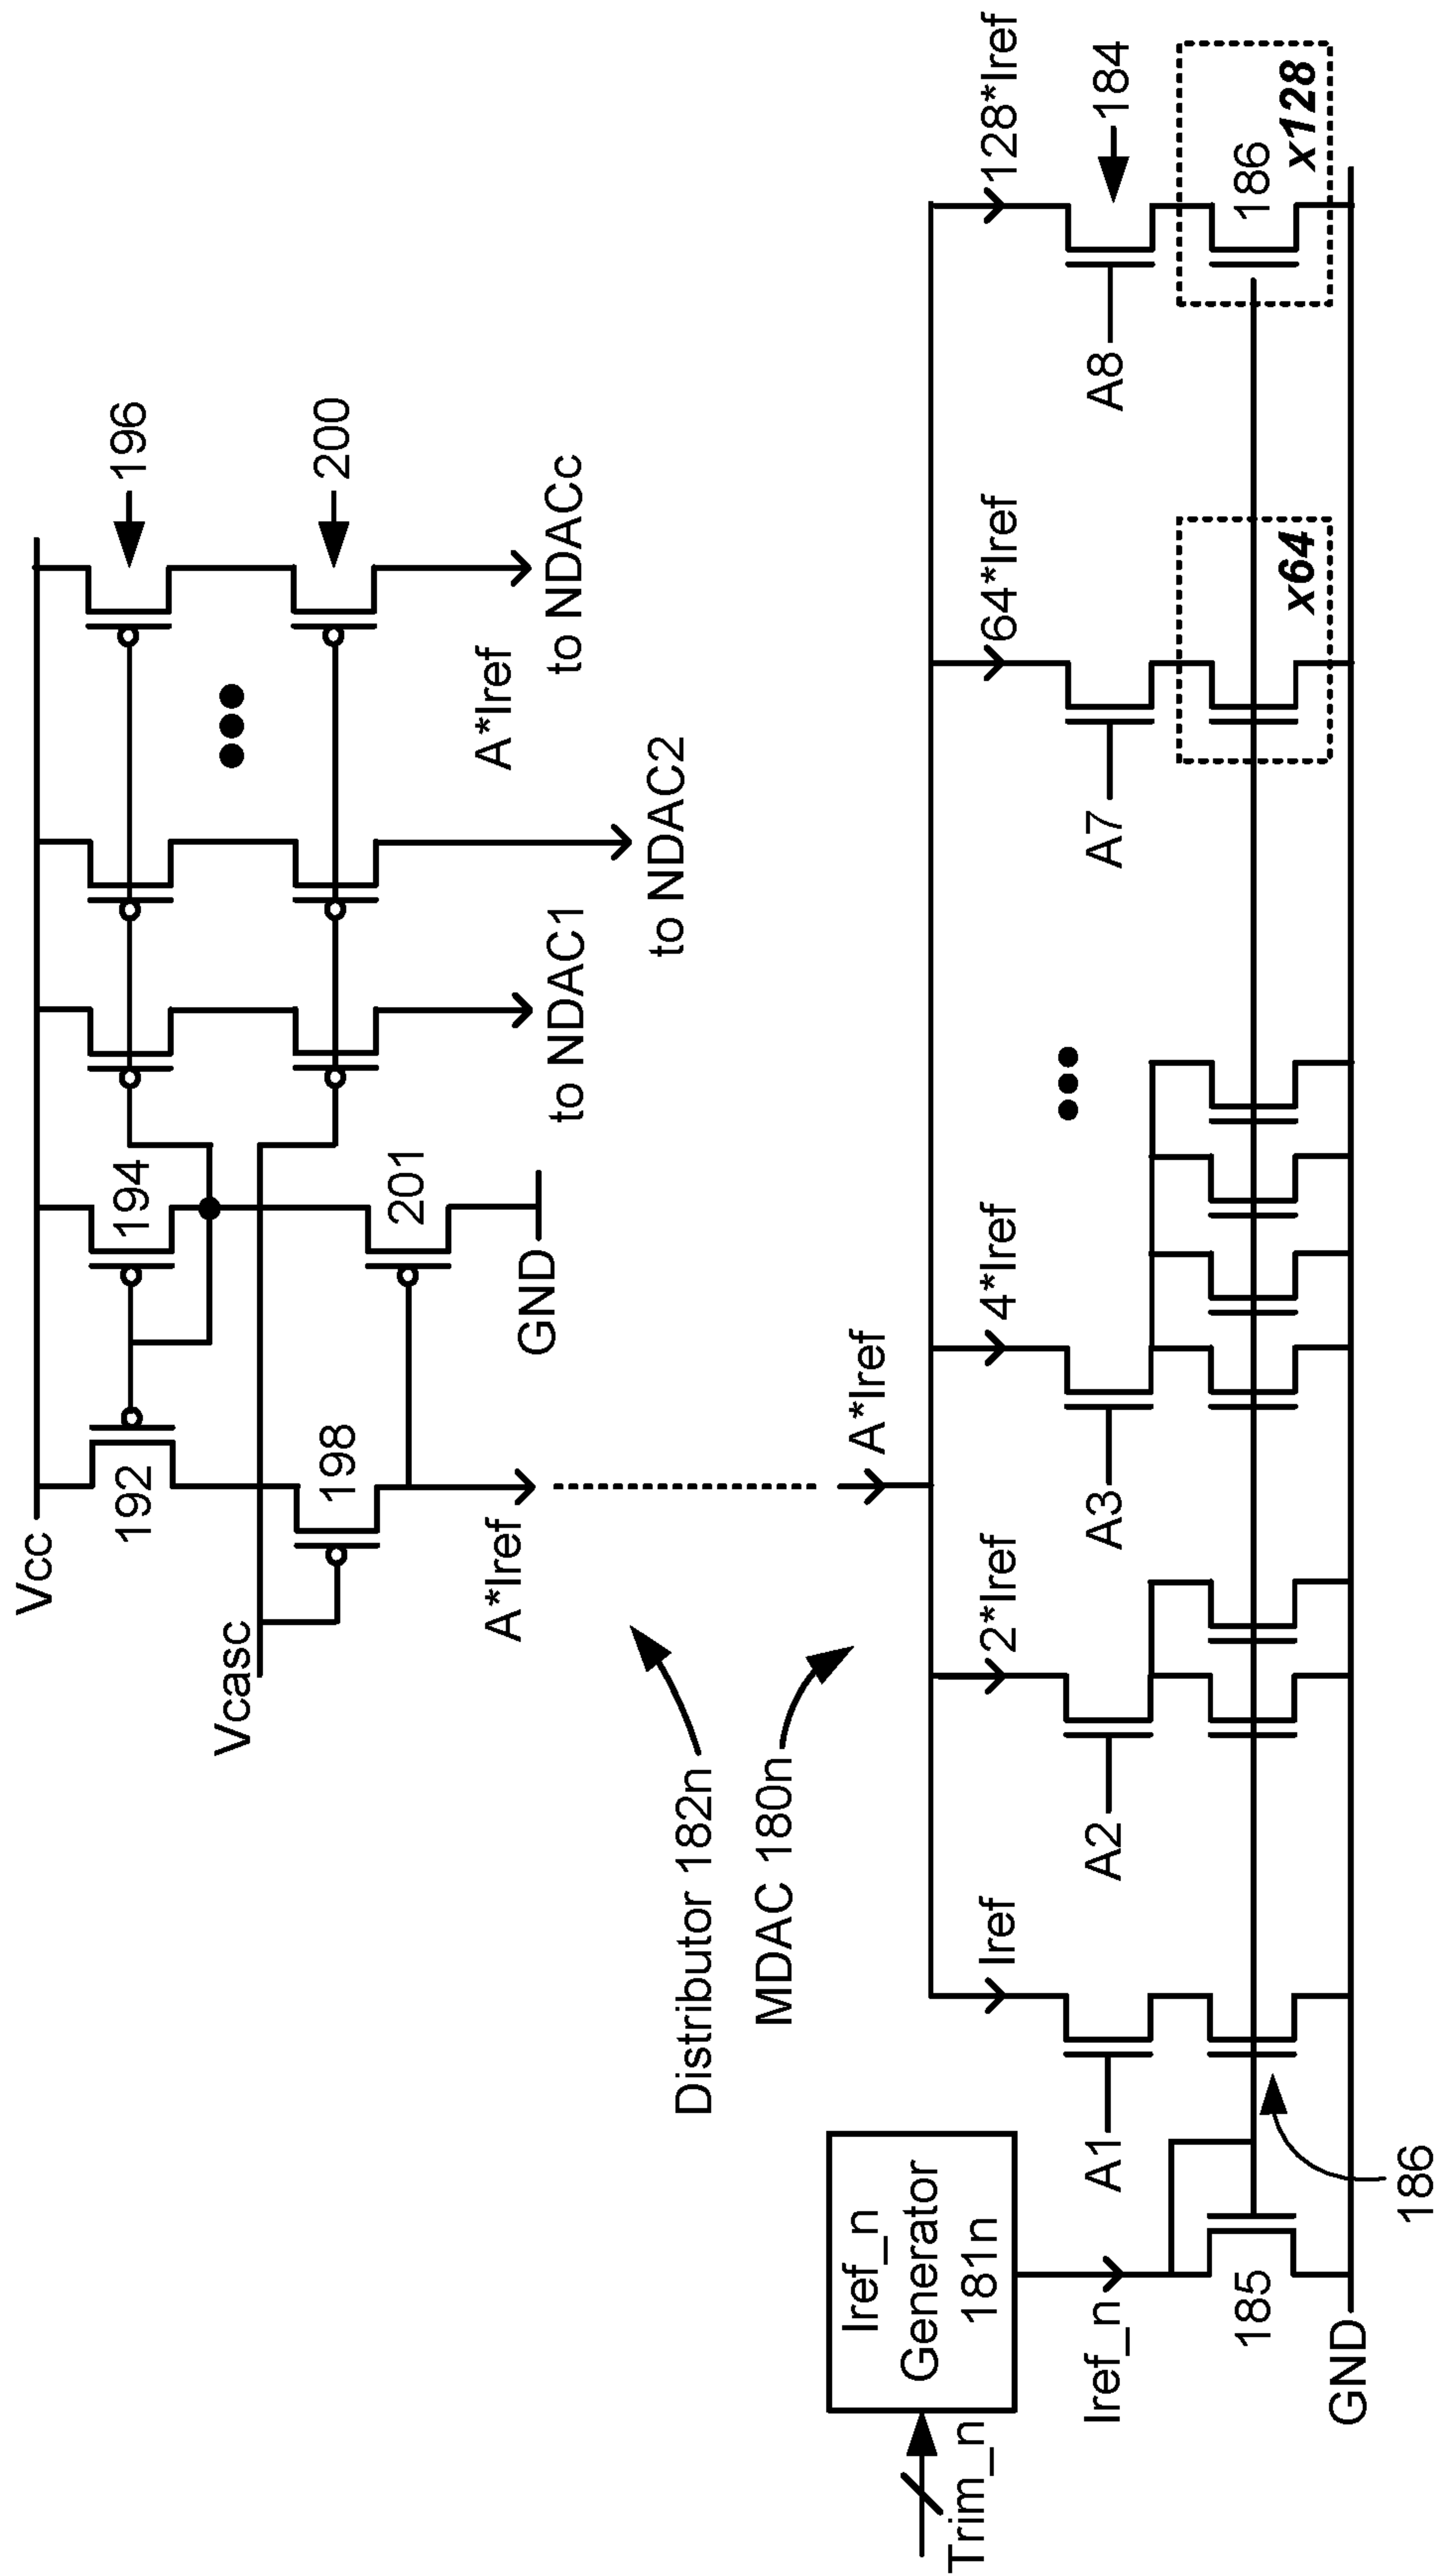 Vcc
192
194
196
Vcasc
198
201
200
A*Iref
GND
to NDAC1
to NDAC2
A*Iref
to NDACc
Distributor 182n
MDAC 180n
A*Iref
Trim_n
Iref_n
Generator
181n
Iref_n
185
GND
186
Iref
2*Iref
4*Iref
64*Iref
128*Iref
A1
A2
A3
A7
A8
184
x64
186
x128